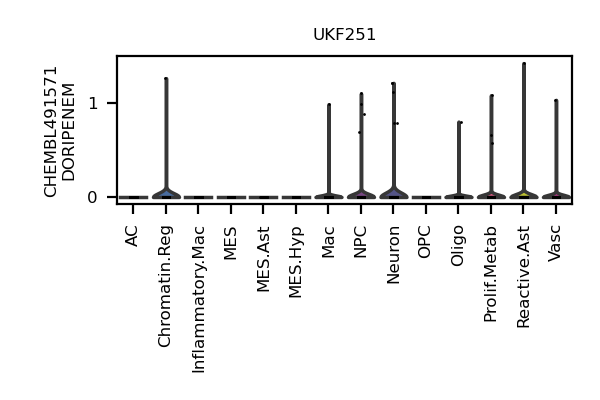 UKF251
CHEMBL491571
DORIPENEM
1
0
AC
Chromatin.Reg
Inflammatory.Mac
MES
MES.Ast
MES.Hyp
Mac
NPC
Neuron
OPC
Oligo
Prolif.Metab
Reactive.Ast
Vasc